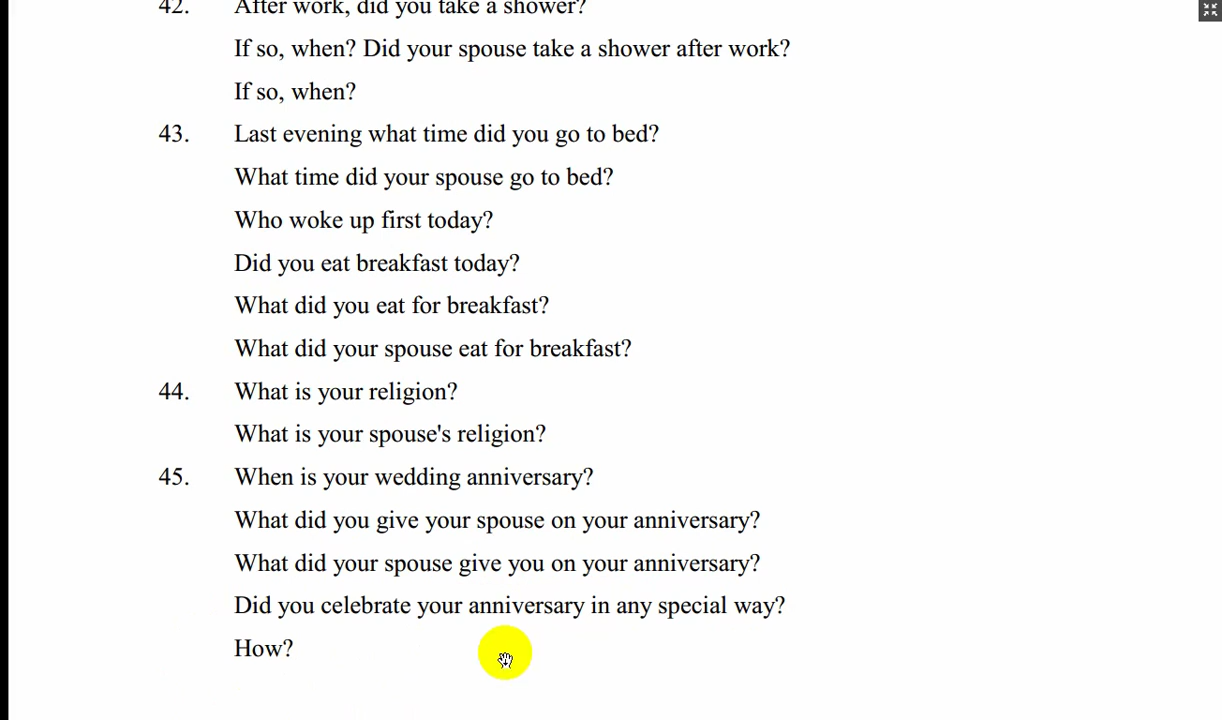 42. After work, did you take a shower?
If so, when? Did your spouse take a shower after work?
If so, when?
43. Last evening what time did you go to bed?
What time did your spouse go to bed?
Who woke up first today?
Did you eat breakfast today?
What did you eat for breakfast?
What did your spouse eat for breakfast?
44. What is your religion?
What is your spouse's religion?
45. When is your wedding anniversary?
What did you give your spouse on your anniversary?
What did your spouse give you on your anniversary?
Did you celebrate your anniversary in any special way?
How?